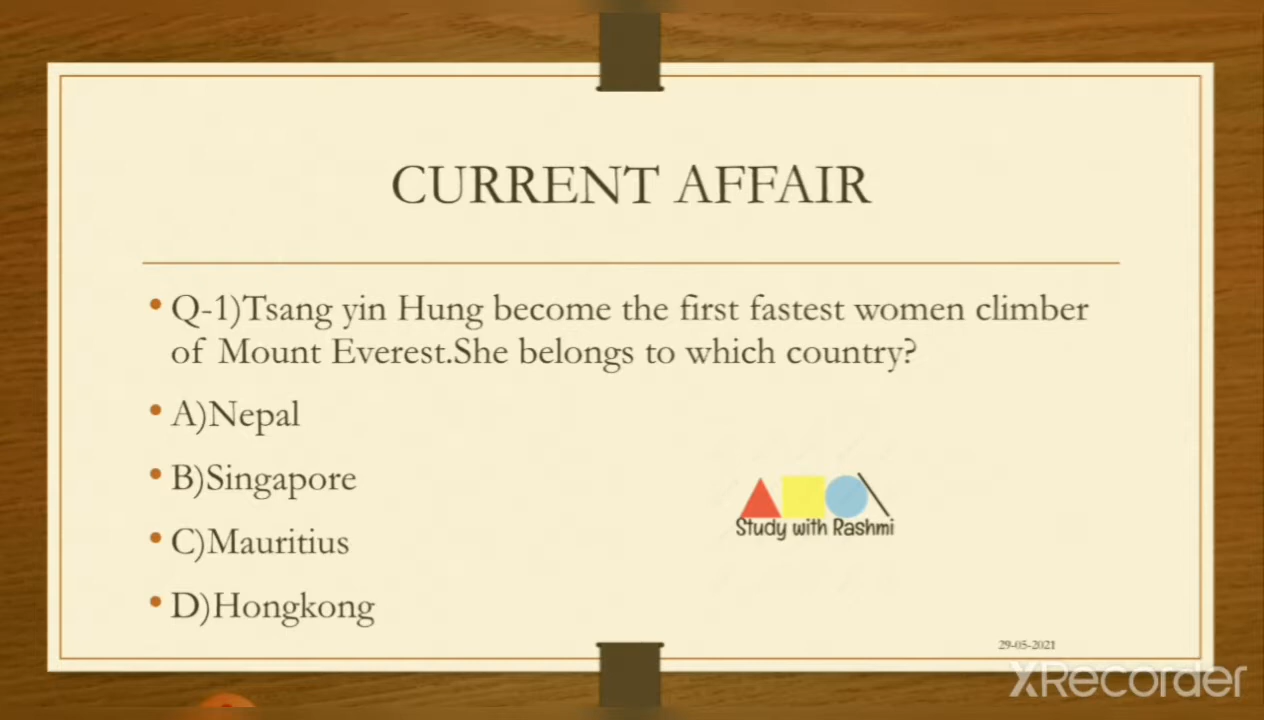 CURRENT AFFAIR
• Q-1)Tsang yin Hung become the first fastest women climber
of Mount Everest.She belongs to which country?
• A)Nepal
• B)Singapore
• C)Mauritius
• D)Hongkong
Study with Rashmi
29-05-2021
XRecorder